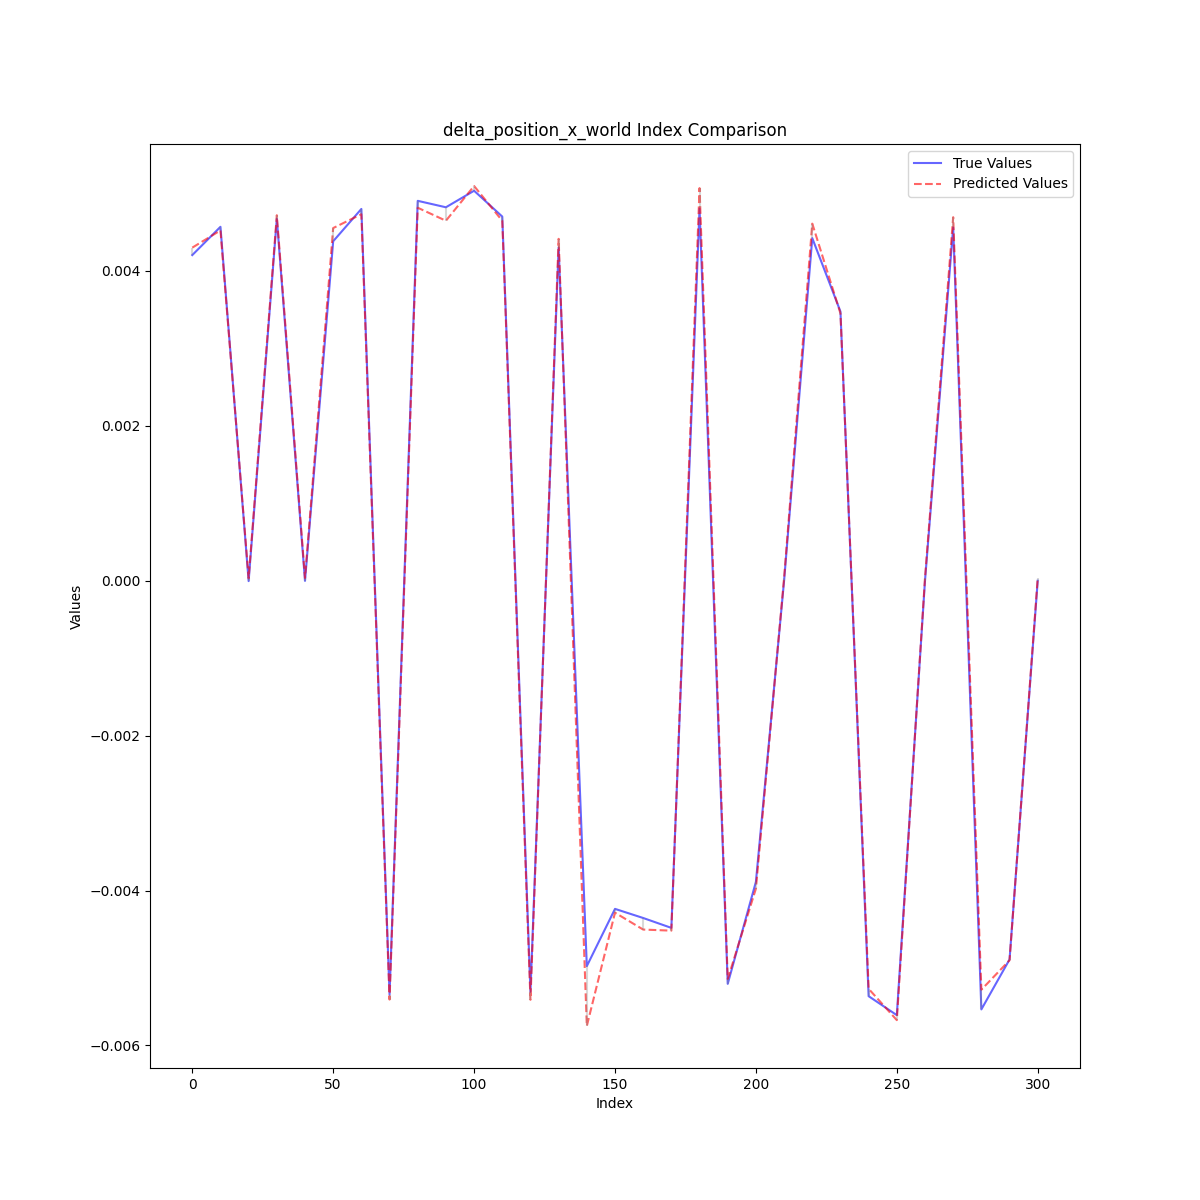 delta_position_x_world Index Comparison
True Values
Predicted Values
0.004
0.002
0.000
−0.002
−0.004
−0.006
Values
0 50 100 150 200 250 300
Index